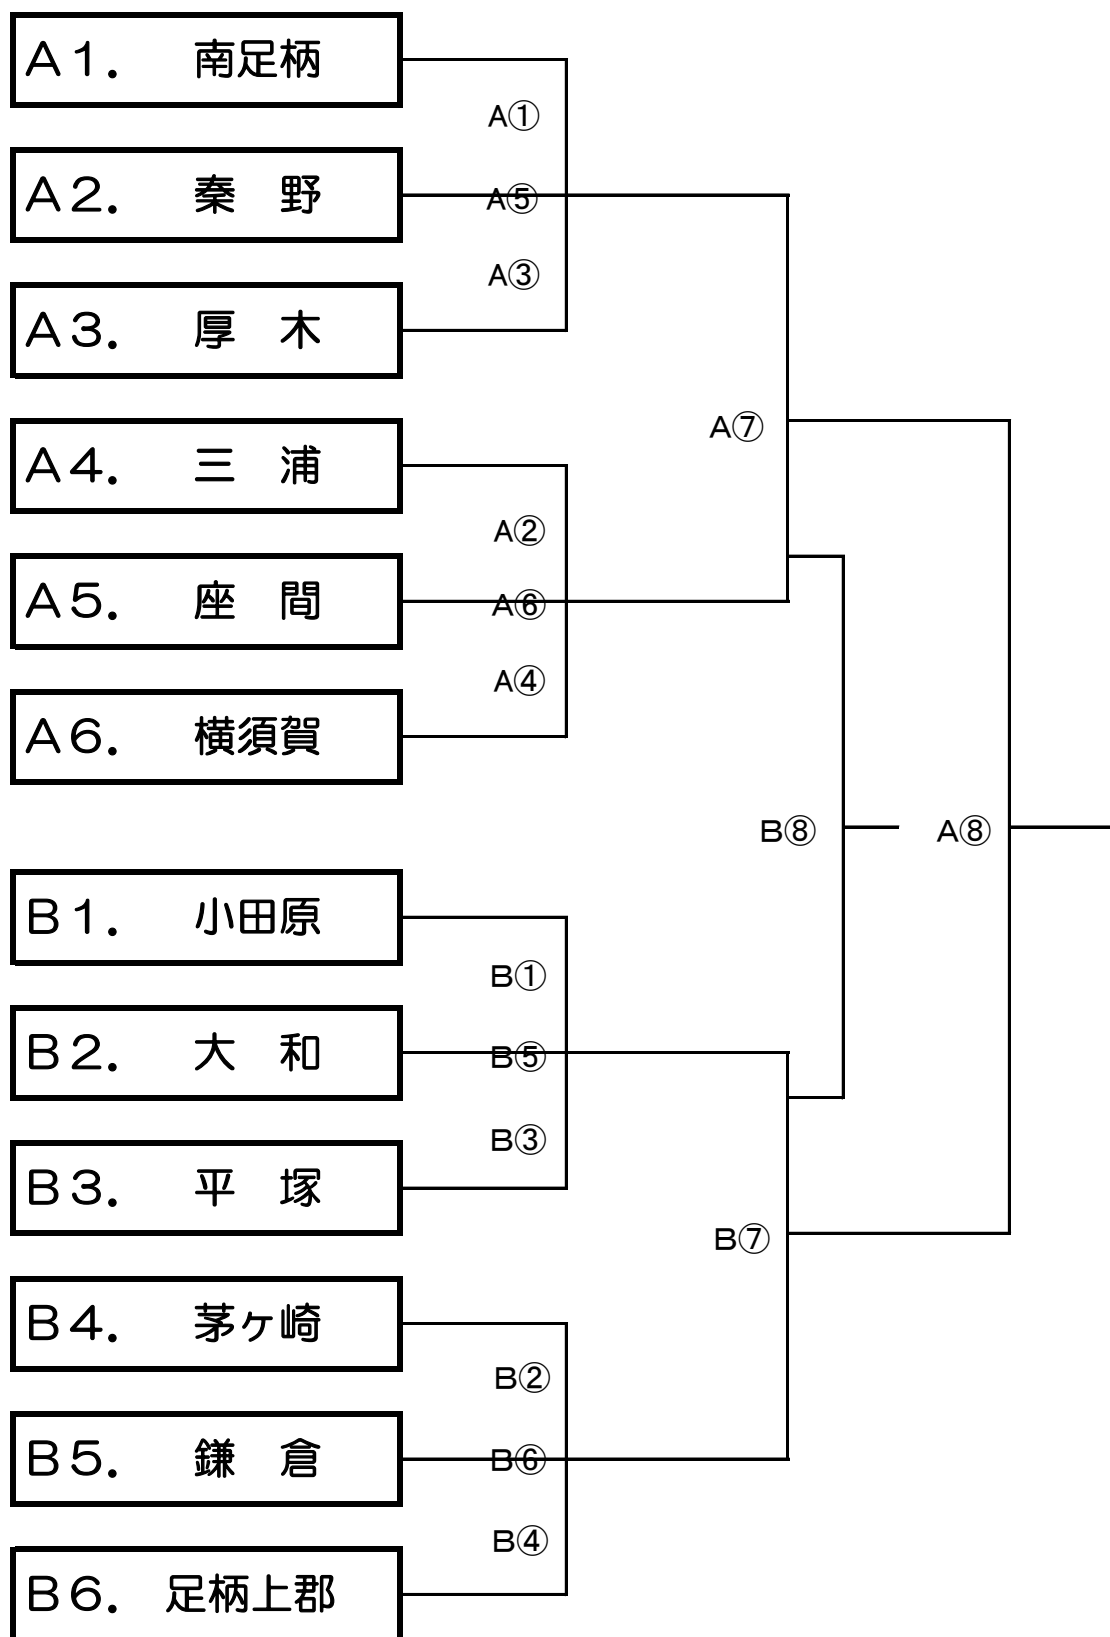 A1. 南足柄
A①
A2. 秦 野
A⑤
A③
A3. 厚 木
A⑦
A4. 三 浦
A②
A5. 座 間
A⑥
A④
A6. 横須賀
B⑧
A⑧
B1. 小田原
B①
B2. 大 和
B⑤
B③
B3. 平 塚
B⑦
B4. 茅ヶ崎
B②
B5. 鎌 倉
B⑥
B④
B6. 足柄上郡